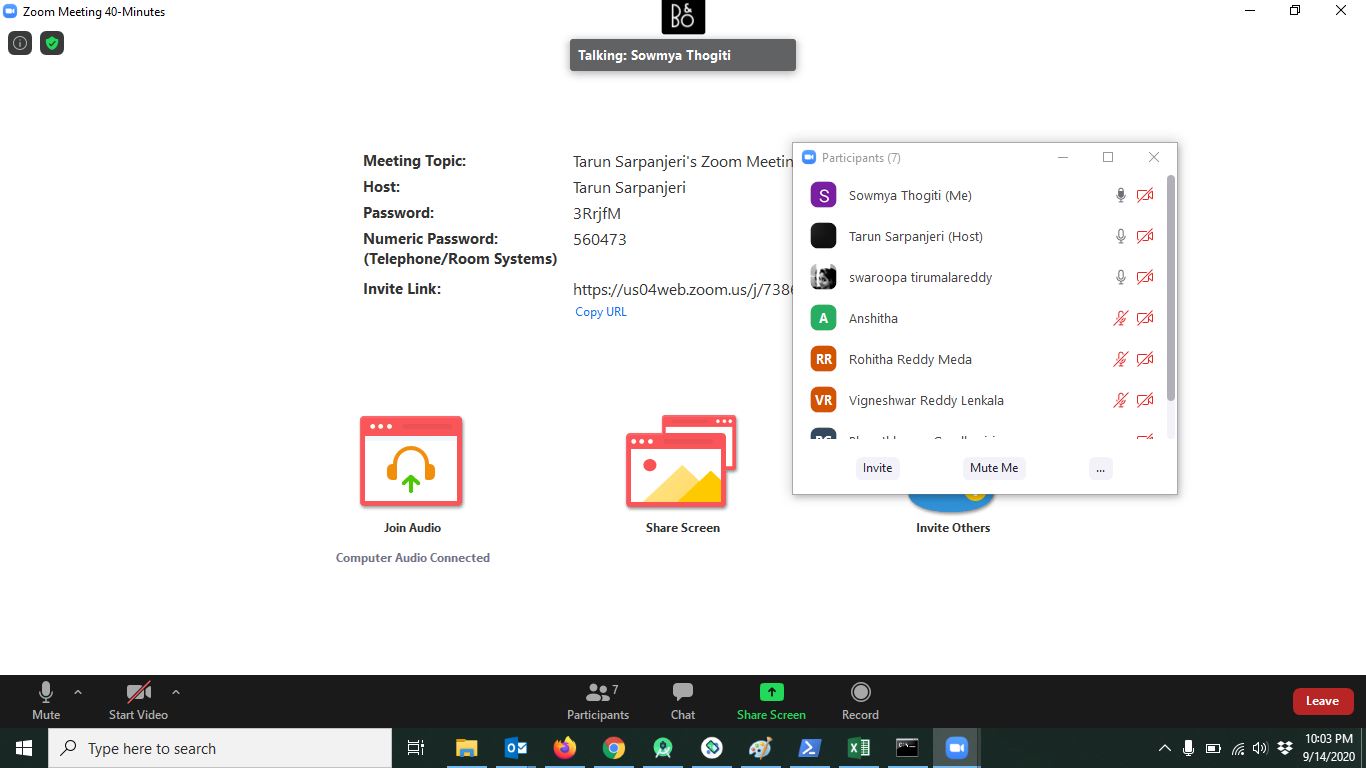 Zoom Meeting 40-Minutes
B&O
Talking: Sowmya Thogiti
Meeting Topic: Tarun Sarpanjeri's Zoom Meetin
Host: Tarun Sarpanjeri
Password: 3RrjfM
Numeric Password: 560473
(Telephone/Room Systems)
Invite Link: https://us04web.zoom.us/j/738
Copy URL
Participants (7)
S Sowmya Thogiti (Me)
Tarun Sarpanjeri (Host)
swaroopa tirumalareddy
A Anshitha
RR Rohitha Reddy Meda
VR Vigneshwar Reddy Lenkala
Invite Mute Me ...
Join Audio Share Screen Invite Others
Computer Audio Connected
7
Mute Start Video Participants Chat Share Screen Record Leave
Type here to search
10:03 PM
9/14/2020